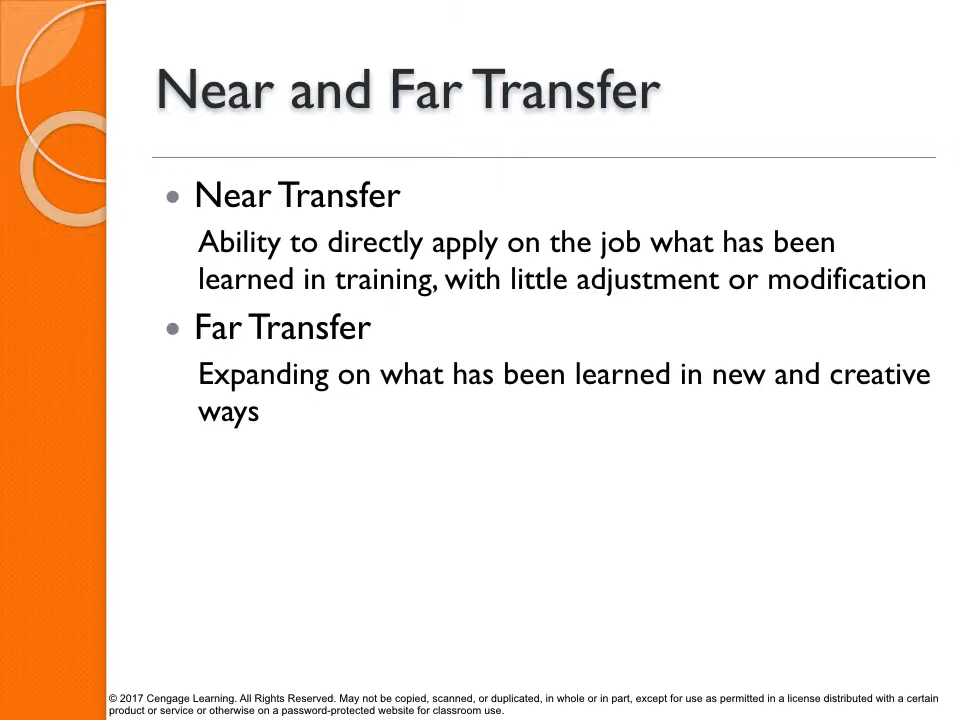 Near and Far Transfer
• Near Transfer
Ability to directly apply on the job what has been
learned in training, with little adjustment or modification
• Far Transfer
Expanding on what has been learned in new and creative
ways
© 2017 Cengage Learning. All Rights Reserved. May not be copied, scanned, or duplicated, in whole or in part, except for use as permitted in a license distributed with a certain
product or service or otherwise on a password-protected website for classroom use.